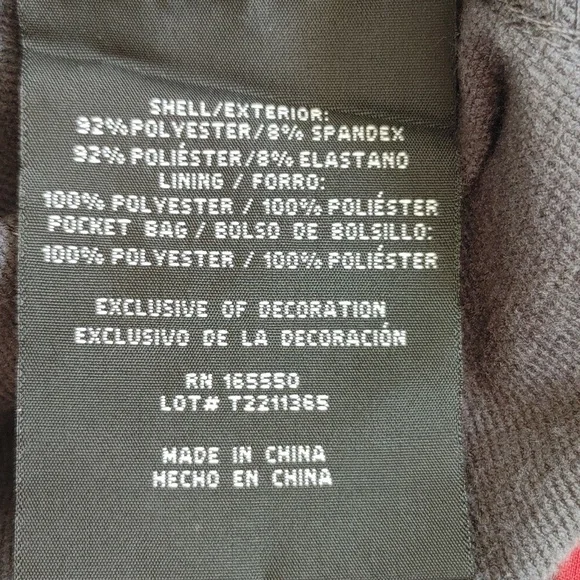 SHELL/EXTERIOR:
92% POLYESTER/8% SPANDEX
92% POLIÉSTER/8% ELASTANO
LINING / FORRO:
100% POLYESTER / 100% POLIÉSTER
POCKET BAG / BOLSO DE BOLSILLO:
100% POLYESTER / 100% POLIÉSTER
EXCLUSIVE OF DECORATION
EXCLUSIVO DE LA DECORACIÓN
RN 165550
LOT# T2211365
MADE IN CHINA
HECHO EN CHINA